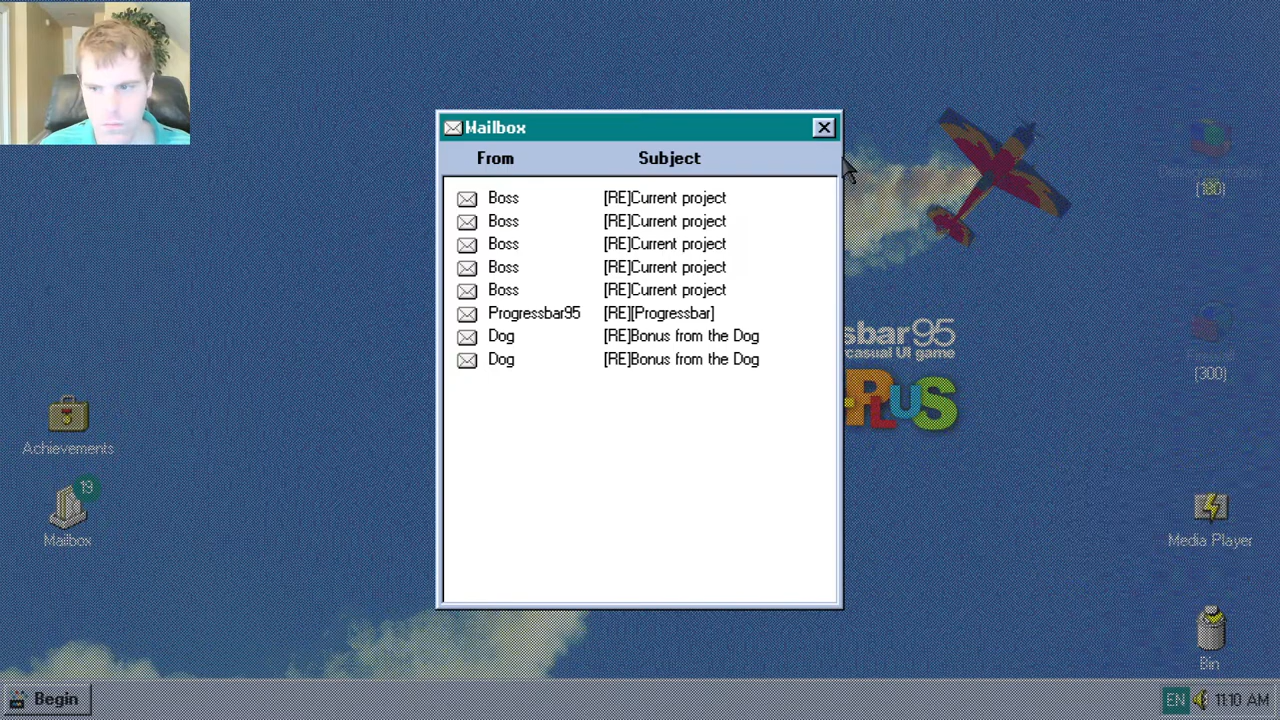 Mailbox
From Subject
Boss [RE]Current project
Boss [RE]Current project
Boss [RE]Current project
Boss [RE]Current project
Boss [RE]Current project
Progressbar95 [RE][Progressbar]
Dog [RE]Bonus from the Dog
Dog [RE]Bonus from the Dog
(180)
ssbar95
casual UI game
PLUS
(300)
Achievements
19
Mailbox
Media Player
Bin
Begin
EN 11:10 AM